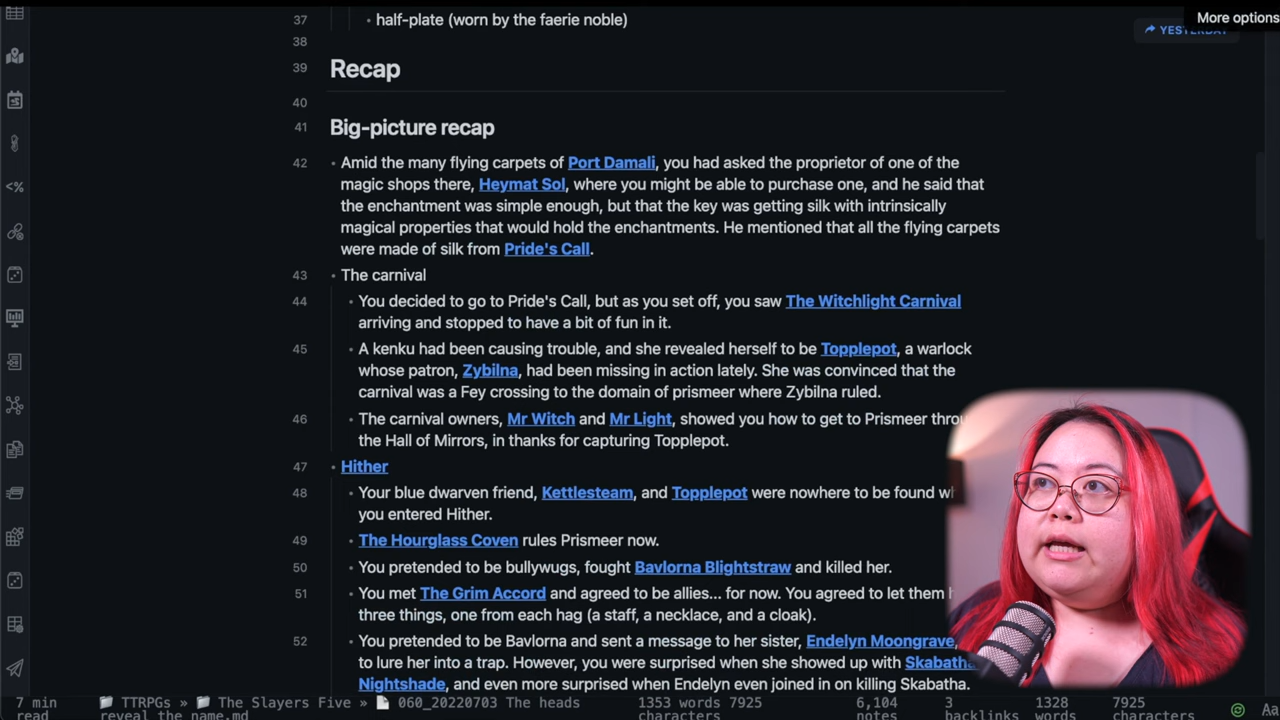 37 half-plate (worn by the faerie noble)
More options
38
YESTERDAY
39 Recap
40
41 Big-picture recap
42 Amid the many flying carpets of Port Damali, you had asked the proprietor of one of the
magic shops there, Heymat Sol, where you might be able to purchase one, and he said that
the enchantment was simple enough, but that the key was getting silk with intrinsically
magical properties that would hold the enchantments. He mentioned that all the flying carpets
were made of silk from Pride's Call.
43 The carnival
44 You decided to go to Pride's Call, but as you set off, you saw The Witchlight Carnival
arriving and stopped to have a bit of fun in it.
45 A kenku had been causing trouble, and she revealed herself to be Topplepot, a warlock
whose patron, Zybilna, had been missing in action lately. She was convinced that the
carnival was a Fey crossing to the domain of prismeer where Zybilna ruled.
46 The carnival owners, Mr Witch and Mr Light, showed you how to get to Prismeer throu
the Hall of Mirrors, in thanks for capturing Topplepot.
47 Hither
48 Your blue dwarven friend, Kettlesteam, and Topplepot were nowhere to be found wh
you entered Hither.
49 The Hourglass Coven rules Prismeer now.
50 You pretended to be bullywugs, fought Bavlorna Blightstraw and killed her.
51 You met The Grim Accord and agreed to be allies... for now. You agreed to let them
three things, one from each hag (a staff, a necklace, and a cloak).
52 You pretended to be Bavlorna and sent a message to her sister, Endelyn Moongrave,
to lure her into a trap. However, you were surprised when she showed up with Skabatha
Nightshade, and even more surprised when Endelyn even joined in on killing Skabatha.
7 min read
TTRPGs » The Slayers Five » 060_20220703 The heads reveal the name.md
1353 words 7925 characters
6,104 notes
3 backlinks
1328 words
7925 characters
Aa
<%